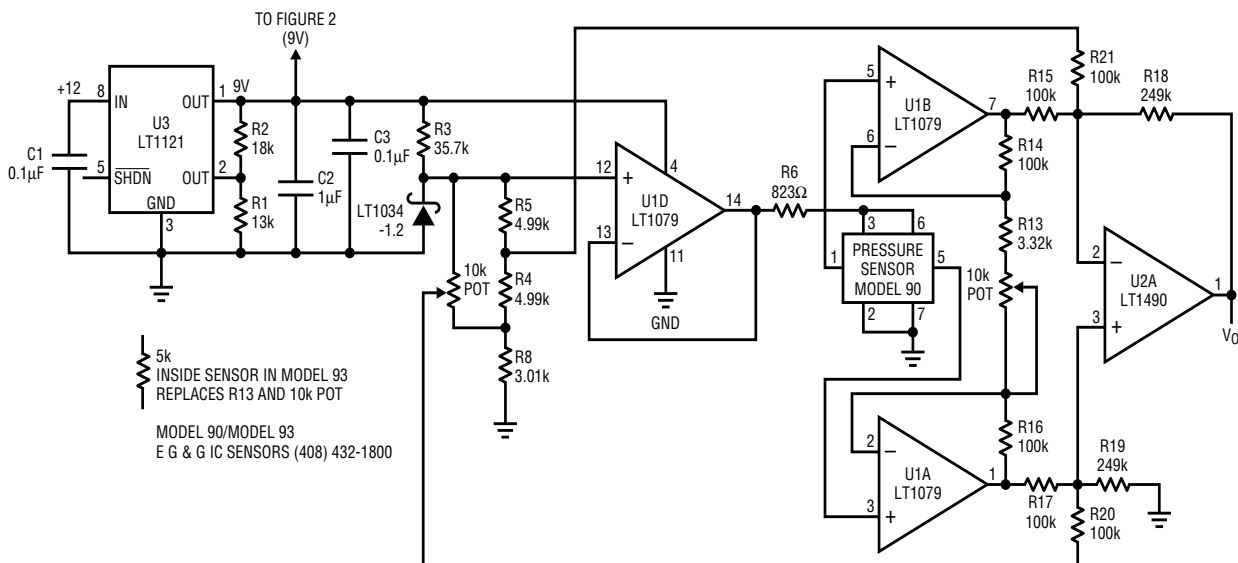 TO FIGURE 2
(9V)
+12
8
IN
OUT
1
9V
U3
LT1121
C1
0.1µF
5
SHDN
OUT
2
GND
3
R2
18k
R1
13k
C2
1µF
C3
0.1µF
R3
35.7k
LT1034
-1.2
10k
POT
R5
4.99k
R4
4.99k
R8
3.01k
12
+
13
–
U1D
LT1079
4
14
11
GND
R6
823Ω
3
6
1
PRESSURE
SENSOR
MODEL 90
5
2
7
5
+
6
–
U1B
LT1079
7
R15
100k
R21
100k
R18
249k
R14
100k
R13
3.32k
10k
POT
2
–
3
+
U2A
LT1490
1
VO
R16
100k
2
–
3
+
U1A
LT1079
1
R17
100k
R19
249k
R20
100k
5k
INSIDE SENSOR IN MODEL 93
REPLACES R13 AND 10k POT
MODEL 90/MODEL 93
E G & G IC SENSORS (408) 432-1800